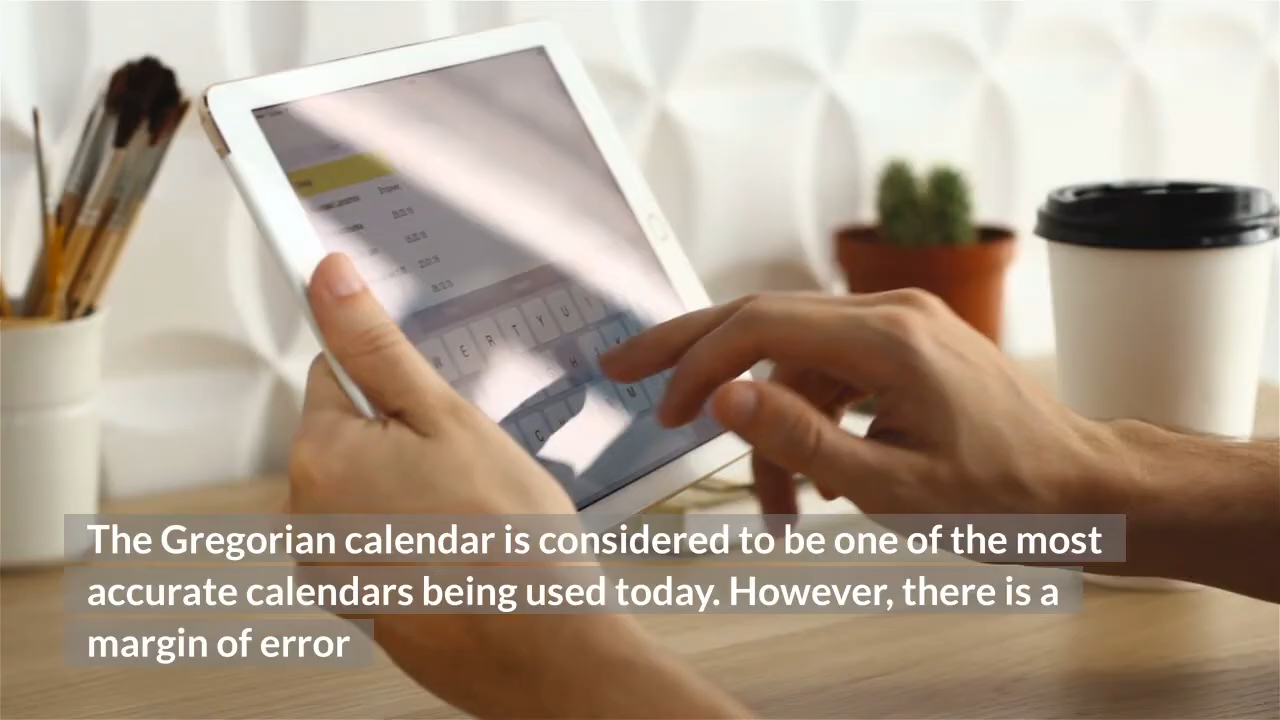 E R T Y U
H
M
The Gregorian calendar is considered to be one of the most
accurate calendars being used today. However, there is a
margin of error